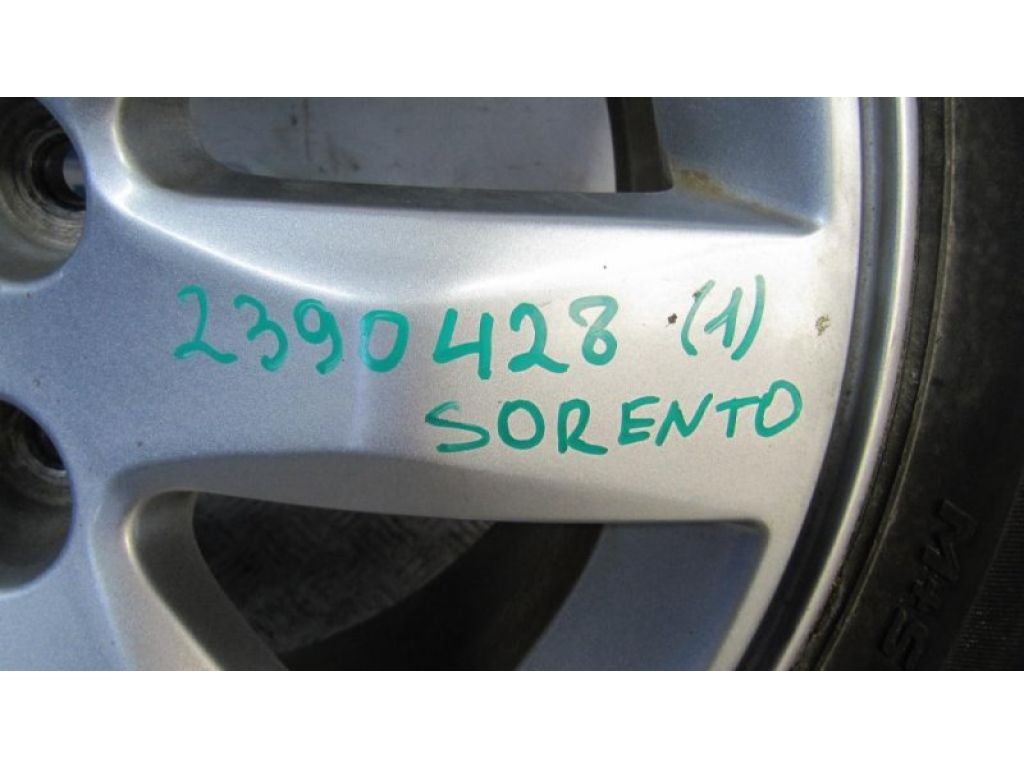 2390428 (1)
SORENTO
M+S